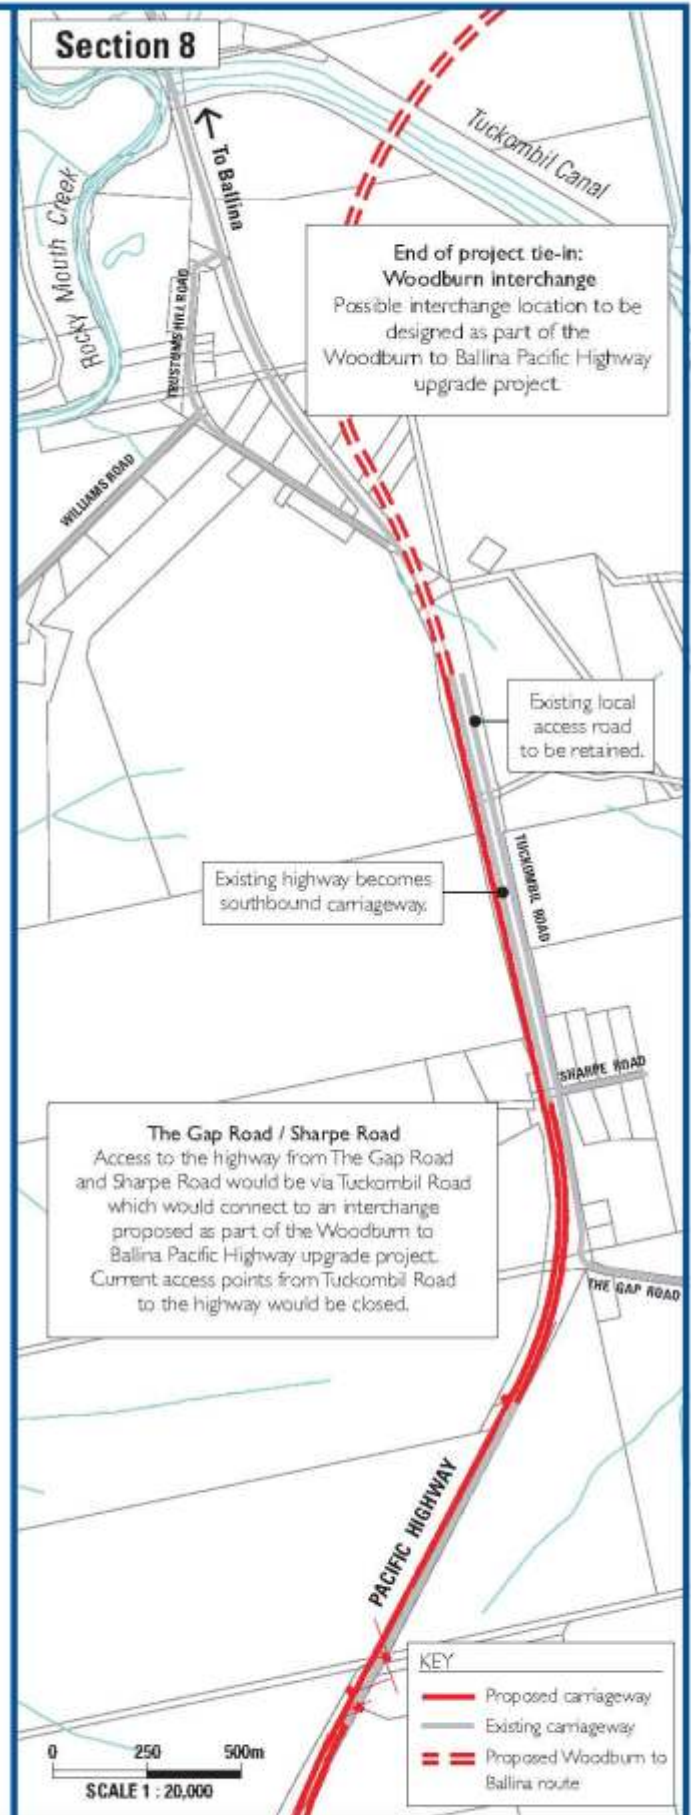 Section 8
To Ballina
Tuckombil Canal
Rocky Mouth Creek
TRUSTUMS HILL ROAD
WILLIAMS ROAD
End of project tie-in:
Woodburn interchange
Possible interchange location to be
designed as part of the
Woodburn to Ballina Pacific Highway
upgrade project.
Existing local
access road
to be retained.
Existing highway becomes
southbound carriageway.
TUCKOMBIL ROAD
SHARPE ROAD
The Gap Road / Sharpe Road
Access to the highway from The Gap Road
and Sharpe Road would be via Tuckombil Road
which would connect to an interchange
proposed as part of the Woodburn to
Ballina Pacific Highway upgrade project.
Current access points from Tuckombil Road
to the highway would be closed.
THE GAP ROAD
PACIFIC HIGHWAY
KEY
Proposed carriageway
Existing carriageway
Proposed Woodburn to
Ballina route
0 250 500m
SCALE 1 : 20,000